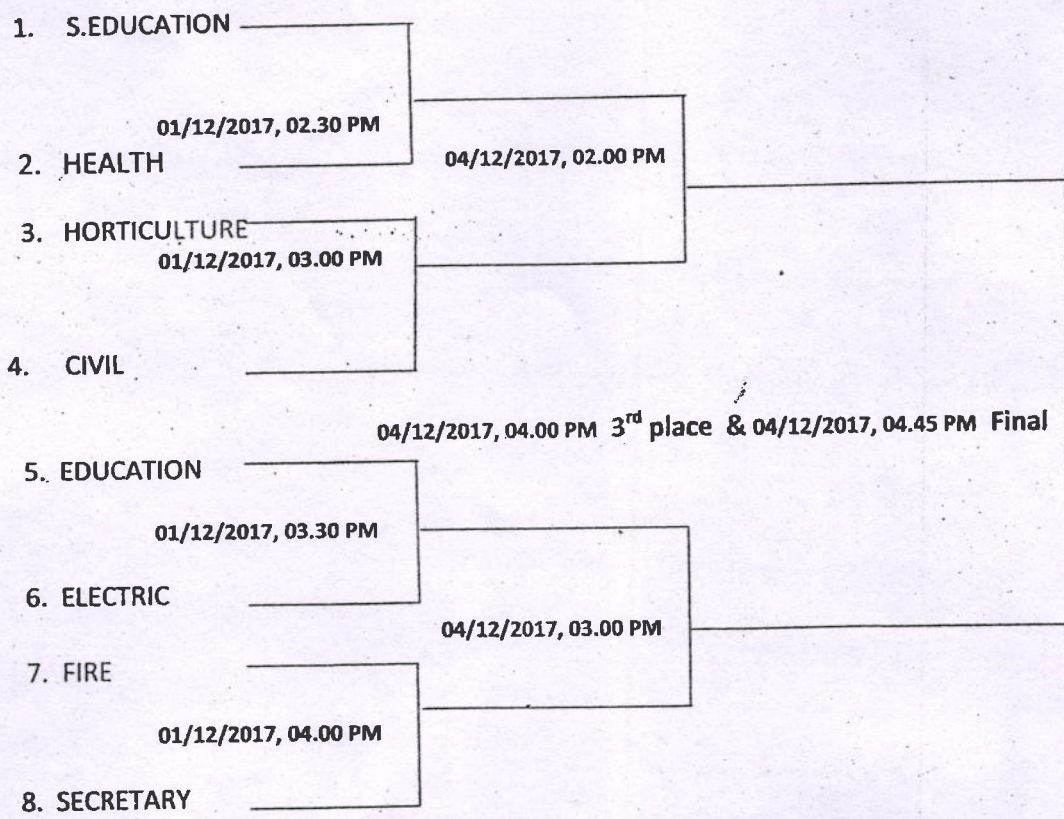 1. S.EDUCATION
01/12/2017, 02.30 PM
2. HEALTH
04/12/2017, 02.00 PM
3. HORTICULTURE
01/12/2017, 03.00 PM
4. CIVIL
04/12/2017, 04.00 PM 3rd place & 04/12/2017, 04.45 PM Final
5. EDUCATION
01/12/2017, 03.30 PM
6. ELECTRIC
04/12/2017, 03.00 PM
7. FIRE
01/12/2017, 04.00 PM
8. SECRETARY